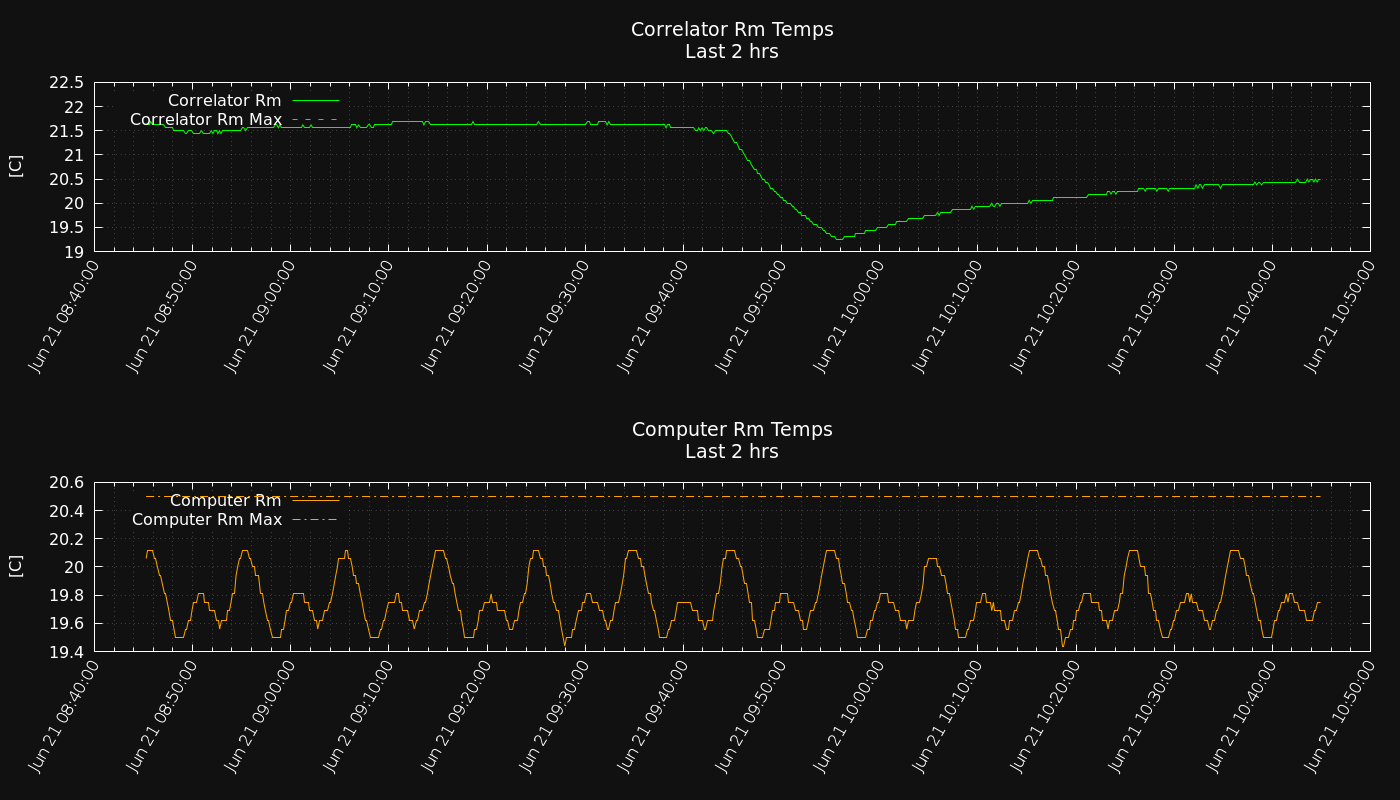 Correlator Rm Temps
Last 2 hrs
22.5
22
21.5
21
20.5
20
19.5
19
[C]
Correlator Rm
Correlator Rm Max
Jun 21 08:40:00
Jun 21 08:50:00
Jun 21 09:00:00
Jun 21 09:10:00
Jun 21 09:20:00
Jun 21 09:30:00
Jun 21 09:40:00
Jun 21 09:50:00
Jun 21 10:00:00
Jun 21 10:10:00
Jun 21 10:20:00
Jun 21 10:30:00
Jun 21 10:40:00
Jun 21 10:50:00
Computer Rm Temps
Last 2 hrs
20.6
20.4
20.2
20
19.8
19.6
19.4
[C]
Computer Rm
Computer Rm Max
Jun 21 08:40:00
Jun 21 08:50:00
Jun 21 09:00:00
Jun 21 09:10:00
Jun 21 09:20:00
Jun 21 09:30:00
Jun 21 09:40:00
Jun 21 09:50:00
Jun 21 10:00:00
Jun 21 10:10:00
Jun 21 10:20:00
Jun 21 10:30:00
Jun 21 10:40:00
Jun 21 10:50:00